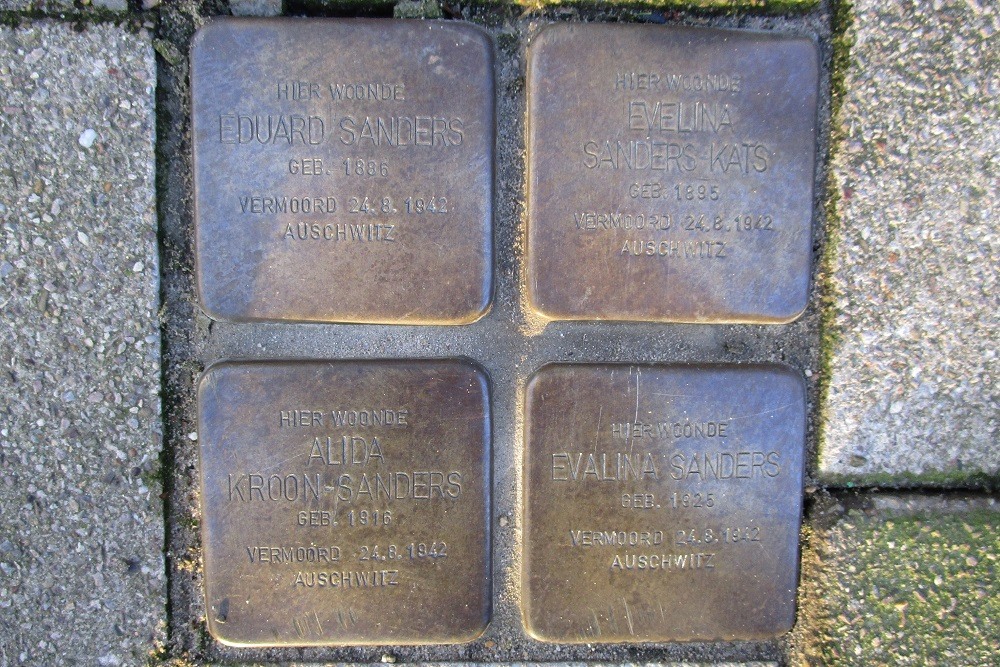 HIER WOONDE
EDUARD SANDERS
GEB. 1886
VERMOORD 24.8.1942
AUSCHWITZ
HIER WOONDE
EVELINA
SANDERS-KATS
GEB. 1895
VERMOORD 24.8.1942
AUSCHWITZ
HIER WOONDE
ALIDA
KROON-SANDERS
GEB. 1916
VERMOORD 24.8.1942
AUSCHWITZ
HIER WOONDE
EVALINA SANDERS
GEB. 1925
VERMOORD 24.8.1942
AUSCHWITZ